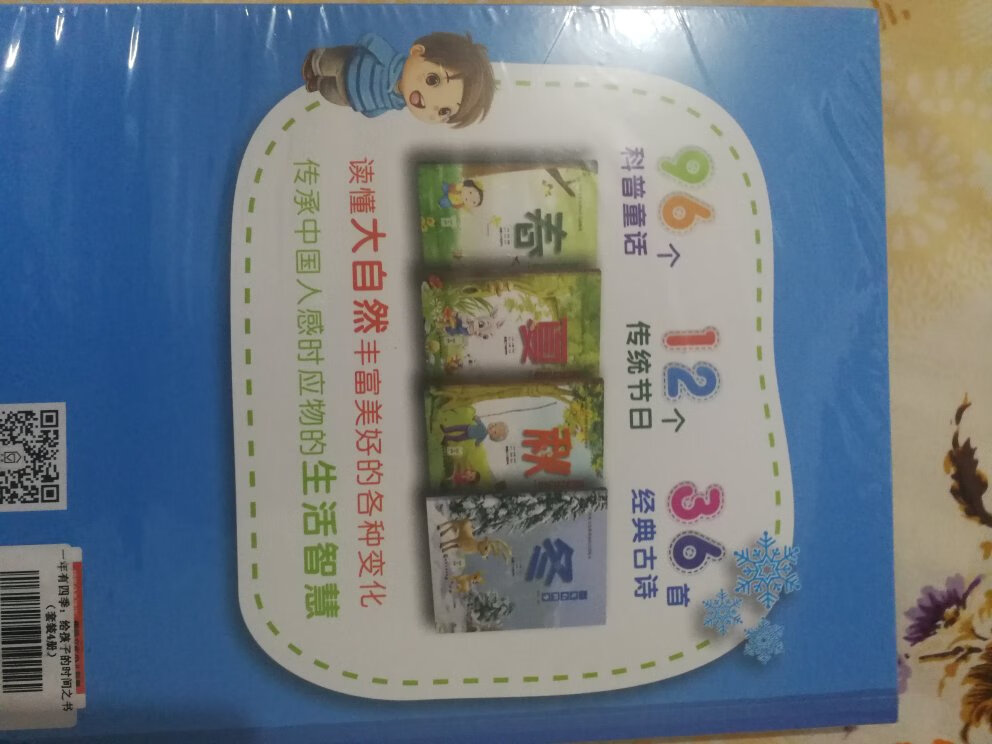 96个
科普童话
12个
传统节日
36首
经典古诗
春
夏
秋
冬
读懂大自然丰富美好的各种变化
传承中国人感时应物的生活智慧
一年有四季：给孩子的时间之书
（套装4册）